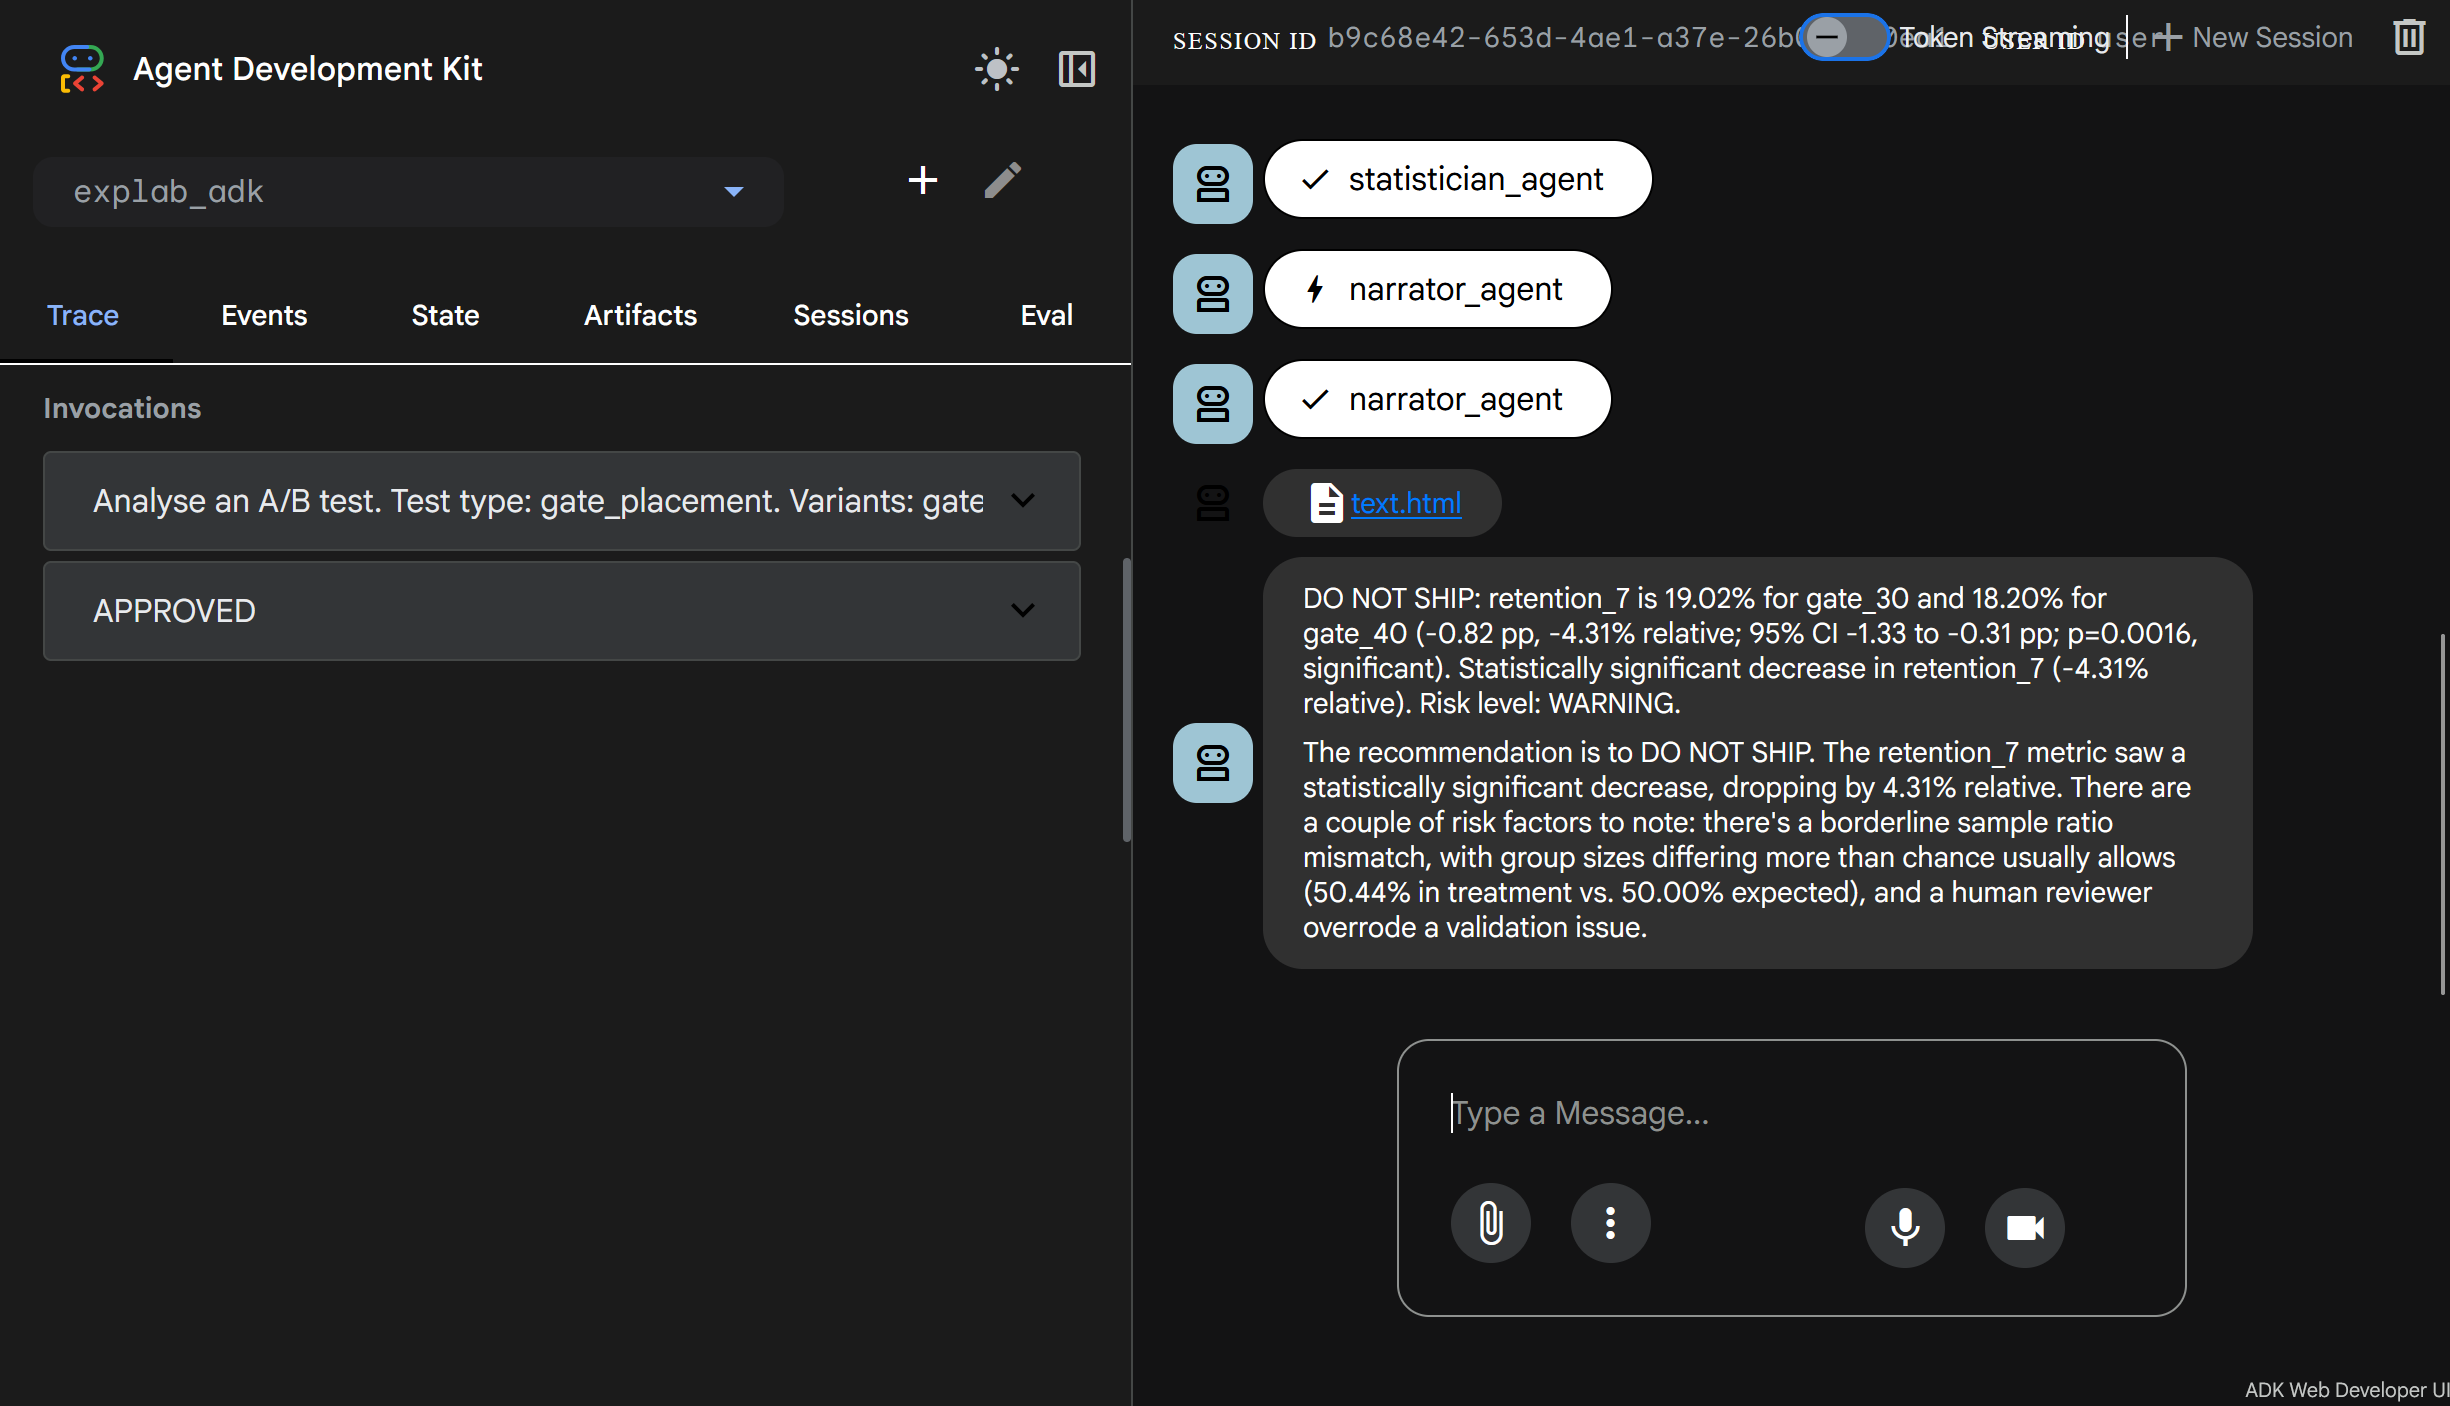 Agent Development Kit
explab_adk
Trace Events State Artifacts Sessions Eval
Invocations
Analyse an A/B test. Test type: gate_placement. Variants: gate
APPROVED
SESSION ID b9c68e42-653d-4ae1-a37e-26b
Token Streaming
user
New Session
statistician_agent
narrator_agent
narrator_agent
text.html
DO NOT SHIP: retention_7 is 19.02% for gate_30 and 18.20% for
gate_40 (-0.82 pp, -4.31% relative; 95% CI -1.33 to -0.31 pp; p=0.0016,
significant). Statistically significant decrease in retention_7 (-4.31%
relative). Risk level: WARNING.
The recommendation is to DO NOT SHIP. The retention_7 metric saw a
statistically significant decrease, dropping by 4.31% relative. There are
a couple of risk factors to note: there's a borderline sample ratio
mismatch, with group sizes differing more than chance usually allows
(50.44% in treatment vs. 50.00% expected), and a human reviewer
overrode a validation issue.
Type a Message...
ADK Web Developer UI